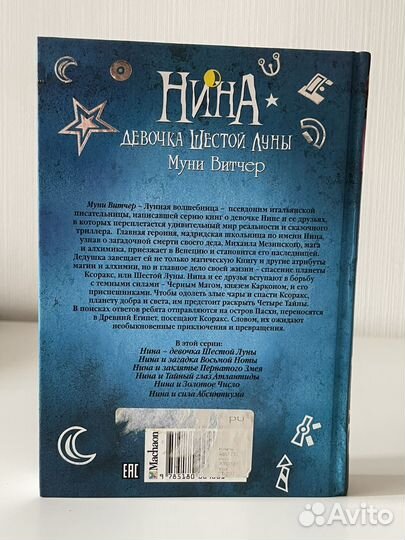 НИНА
ДЕВОЧКА ШЕСТОЙ ЛУНЫ
Муни Витчер
Муни Витчер – Лунная волшебница – псевдоним итальянской
писательницы, написавшей серию книг о девочке Нине и ее друзьях,
в которых переплетается удивительный мир реальности и сказочного
триллера. Главная героиня, мадридская школьница по имени Нина,
узнав о загадочной смерти своего деда, Михаила Мезинского, мага
и алхимика, приезжает в Венецию и становится его наследницей.
Дедушка завещает ей не только магическую Книгу и другие атрибуты
магии и алхимии, но и главное дело своей жизни – спасение планеты
Ксоракс, или Шестой Луны. Нина и ее друзья вступают в борьбу
с темными силами – Черным Магом, князем Карконом, и его
приспешниками. Чтобы одолеть злые чары и спасти Ксоракс,
планету добра и света, им предстоит раскрыть Четыре Тайны.
В поисках ответов ребята отправляются на остров Пасхи, переносятся
в Древний Египет, посещают Ксоракс. Словом, их ожидают
необыкновенные приключения и превращения.
В этой серии:
Нина – девочка Шестой Луны
Нина и загадка Восьмой Ноты
Нина и заклятье Пернатого Змея
Нина и Тайный глаз Атлантиды
Нина и Золотое Число
Нина и сила Абсинтиума
EAC
Machaon
Avito